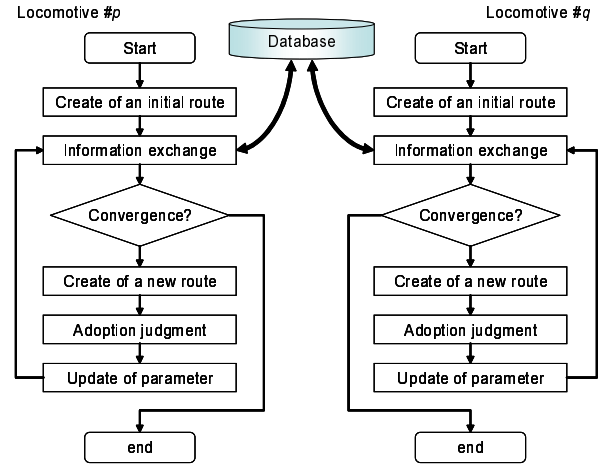 Locomotive #p
Locomotive #q
Database
Start
Create of an initial route
Information exchange
Convergence?
Create of a new route
Adoption judgment
Update of parameter
end
Start
Create of an initial route
Information exchange
Convergence?
Create of a new route
Adoption judgment
Update of parameter
end